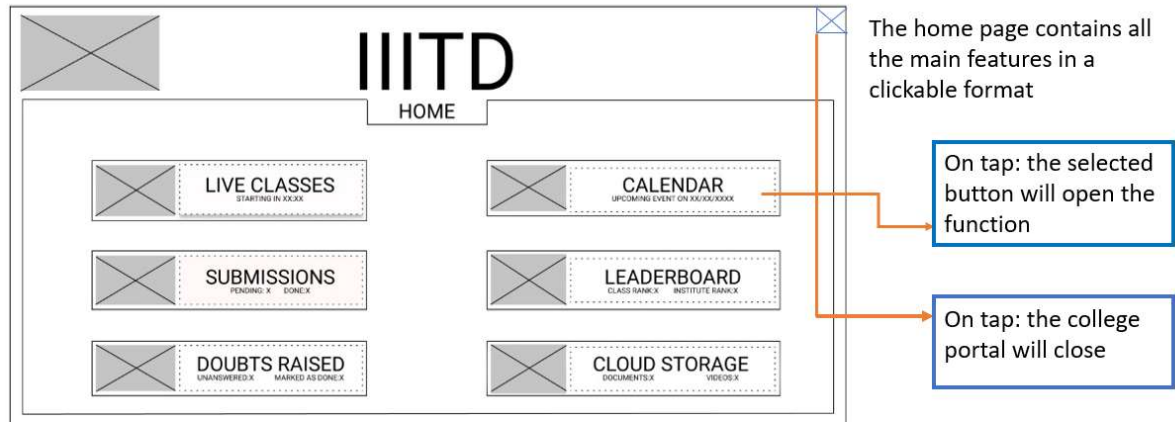 IIITD
HOME
LIVE CLASSES
STARTING IN XX:XX
CALENDAR
UPCOMING EVENT ON XX/XX/XXXX
SUBMISSIONS
PENDING: X DONE:X
LEADERBOARD
CLASS RANK:X INSTITUTE RANK:X
DOUBTS RAISED
UNANSWERED:X MARKED AS DONE:X
CLOUD STORAGE
DOCUMENTS:X VIDEOS:X
The home page contains all
the main features in a
clickable format
On tap: the selected
button will open the
function
On tap: the college
portal will close